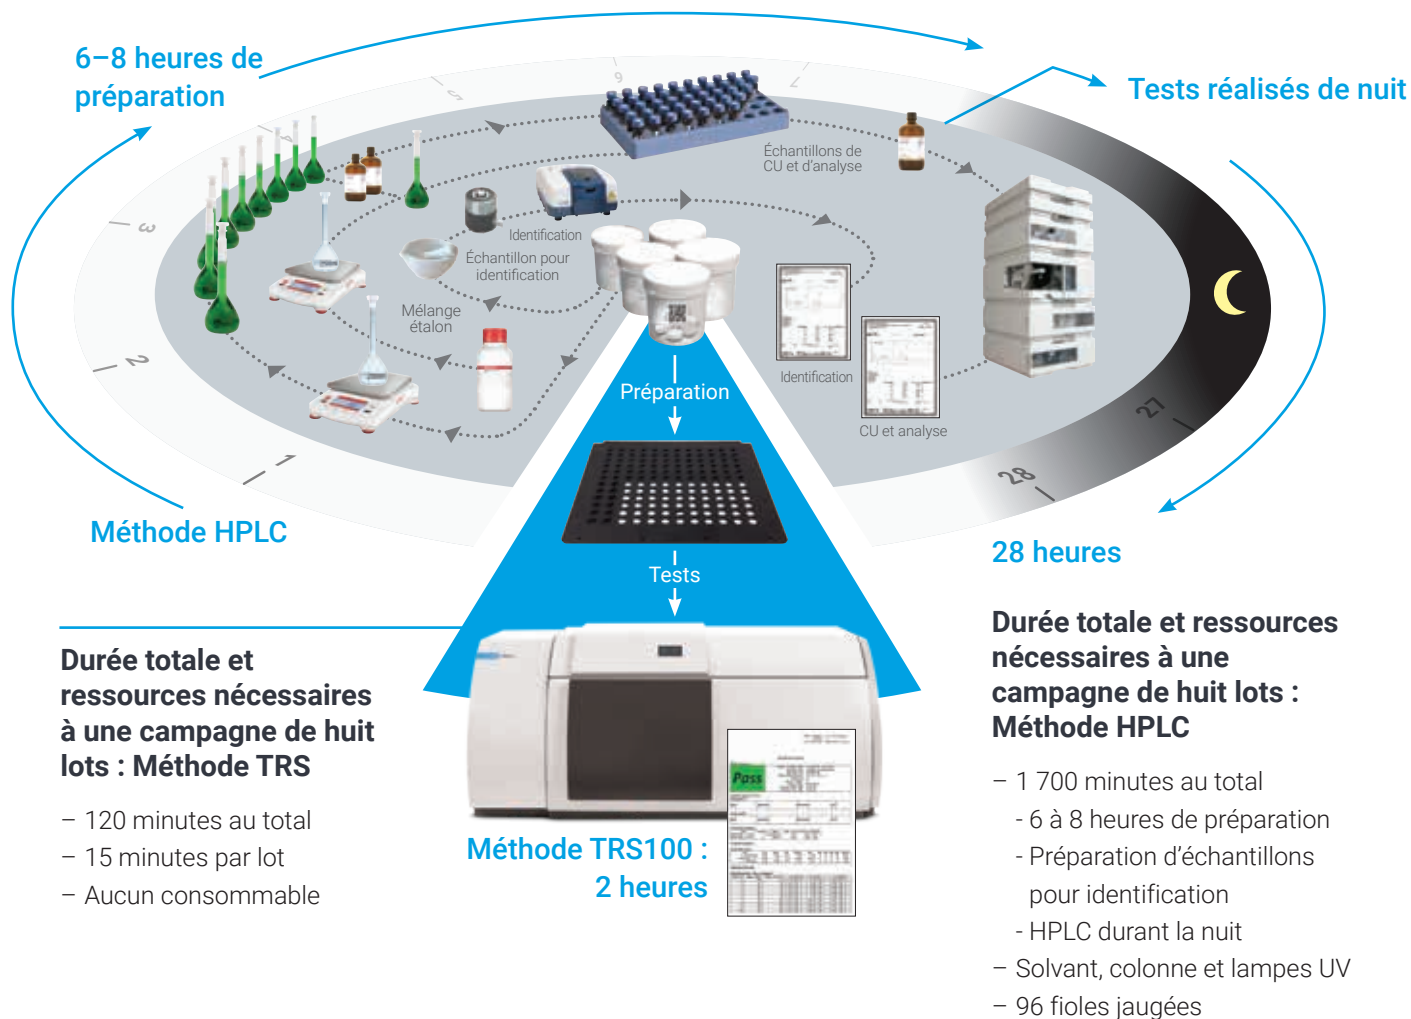 6–8 heures de
préparation
Tests réalisés de nuit
1
2
3
4
5
6
7
27
28
Échantillons de
CU et d'analyse
Identification
Échantillon pour
identification
Mélange
étalon
Identification
CU et analyse
Préparation
Tests
Méthode HPLC
28 heures
Durée totale et
ressources nécessaires
à une campagne de huit
lots : Méthode TRS
– 120 minutes au total
– 15 minutes par lot
– Aucun consommable
Pass
Méthode TRS100 :
2 heures
Durée totale et ressources
nécessaires à une
campagne de huit lots :
Méthode HPLC
– 1 700 minutes au total
- 6 à 8 heures de préparation
- Préparation d'échantillons
pour identification
- HPLC durant la nuit
– Solvant, colonne et lampes UV
– 96 fioles jaugées